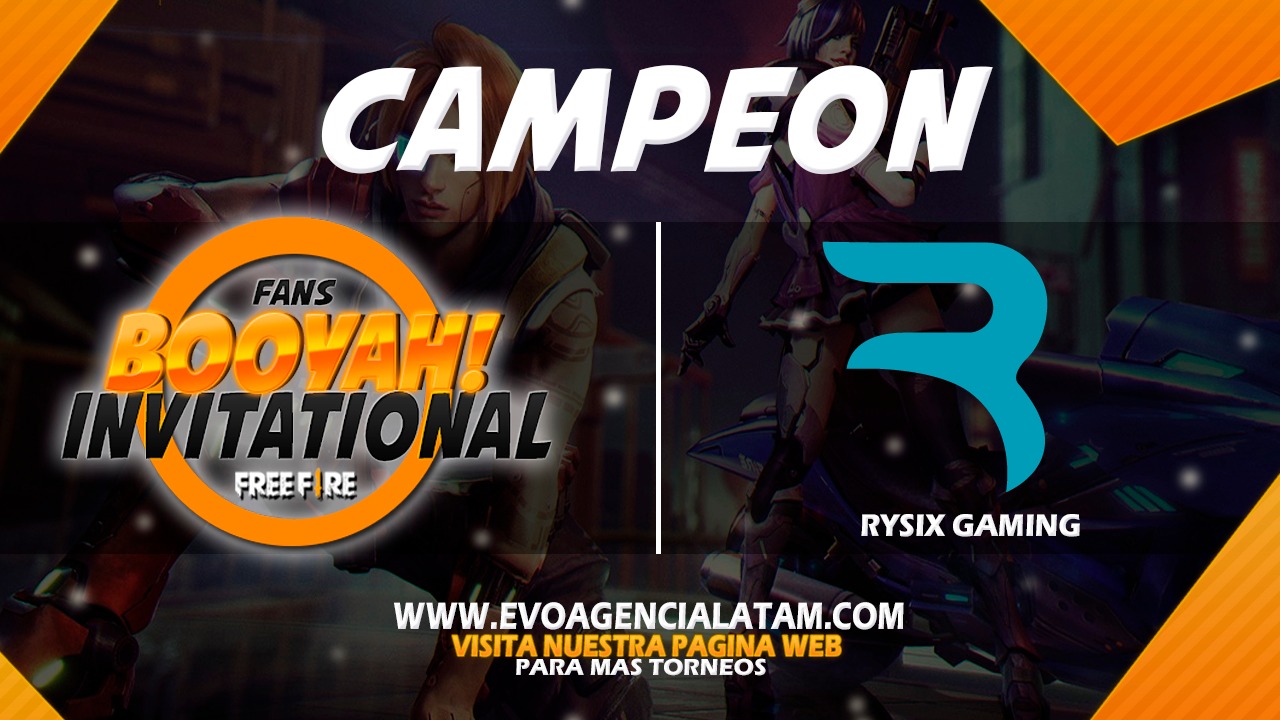 CAMPEON
FANS
BOOYAH!
INVITATIONAL
FREE FIRE
RYSIX GAMING
WWW.EVOAGENCIALATAM.COM
VISITA NUESTRA PAGINA WEB
PARA MAS TORNEOS